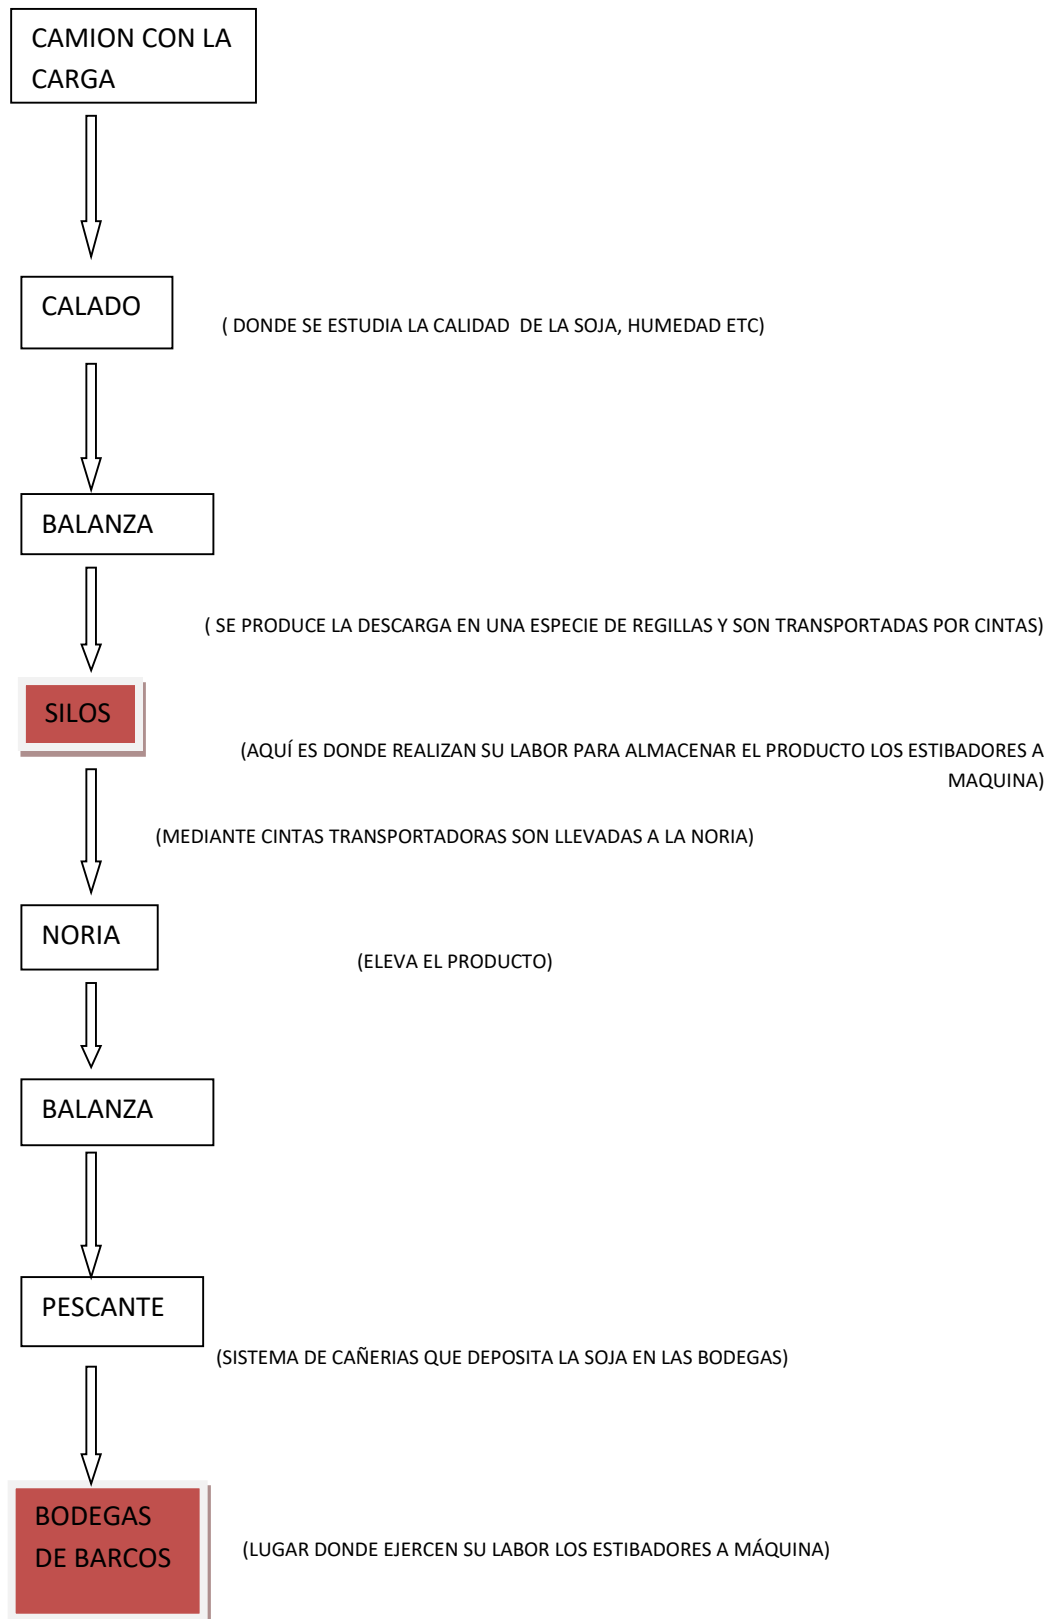 CAMION CON LA
CARGA
CALADO
( DONDE SE ESTUDIA LA CALIDAD  DE LA SOJA, HUMEDAD ETC)
BALANZA
( SE PRODUCE LA DESCARGA EN UNA ESPECIE DE REGILLAS Y SON TRANSPORTADAS POR CINTAS)
SILOS
(AQUÍ ES DONDE REALIZAN SU LABOR PARA ALMACENAR EL PRODUCTO LOS ESTIBADORES A
MAQUINA)
(MEDIANTE CINTAS TRANSPORTADORAS SON LLEVADAS A LA NORIA)
NORIA
(ELEVA EL PRODUCTO)
BALANZA
PESCANTE
(SISTEMA DE CAÑERIAS QUE DEPOSITA LA SOJA EN LAS BODEGAS)
BODEGAS
DE BARCOS
(LUGAR DONDE EJERCEN SU LABOR LOS ESTIBADORES A MÁQUINA)